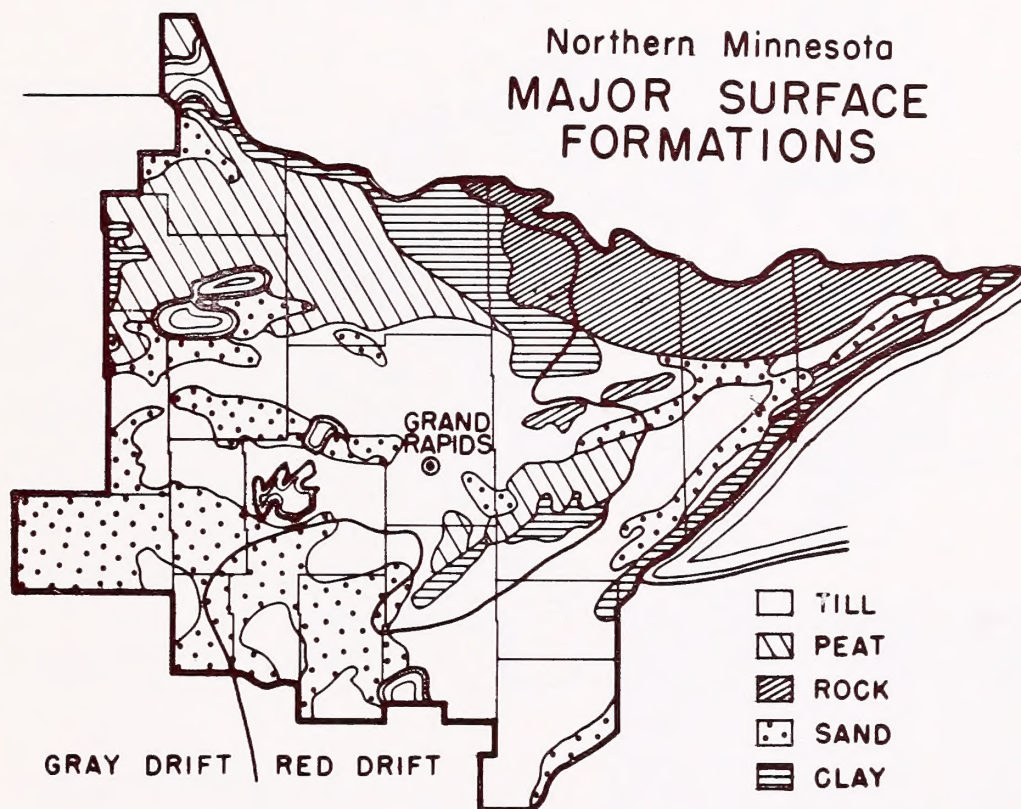 Northern Minnesota
MAJOR SURFACE
FORMATIONS
GRAND
RAPIDS
TILL
PEAT
ROCK
SAND
CLAY
GRAY DRIFT
RED DRIFT